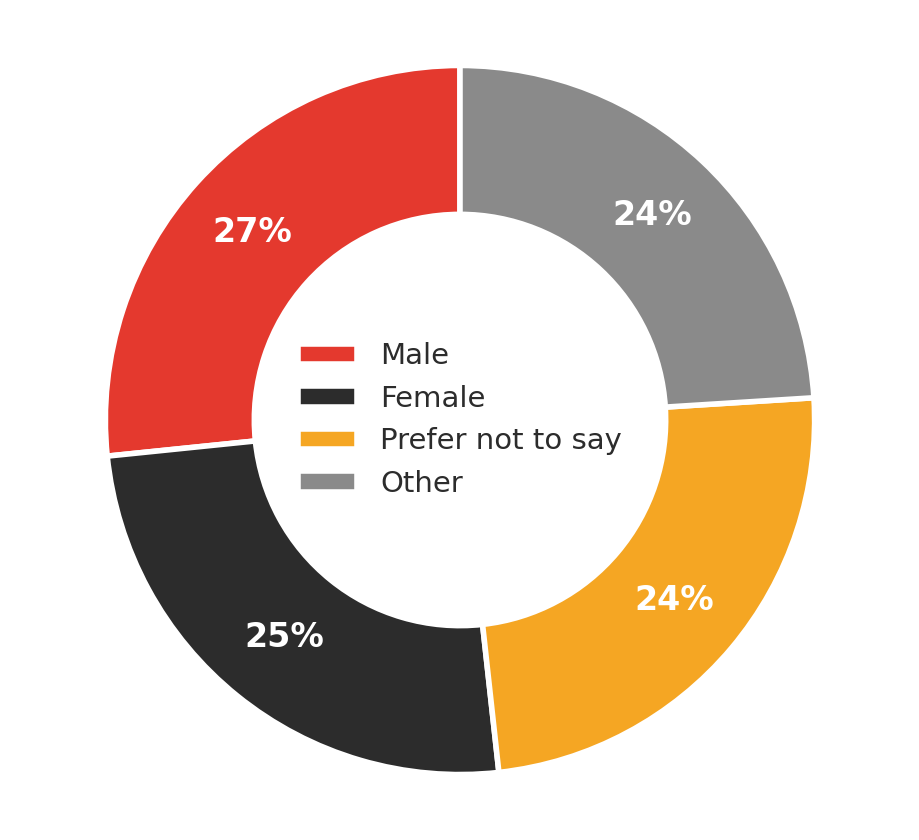 24%
27%
Male
Female
Prefer not to say
Other
24%
25%